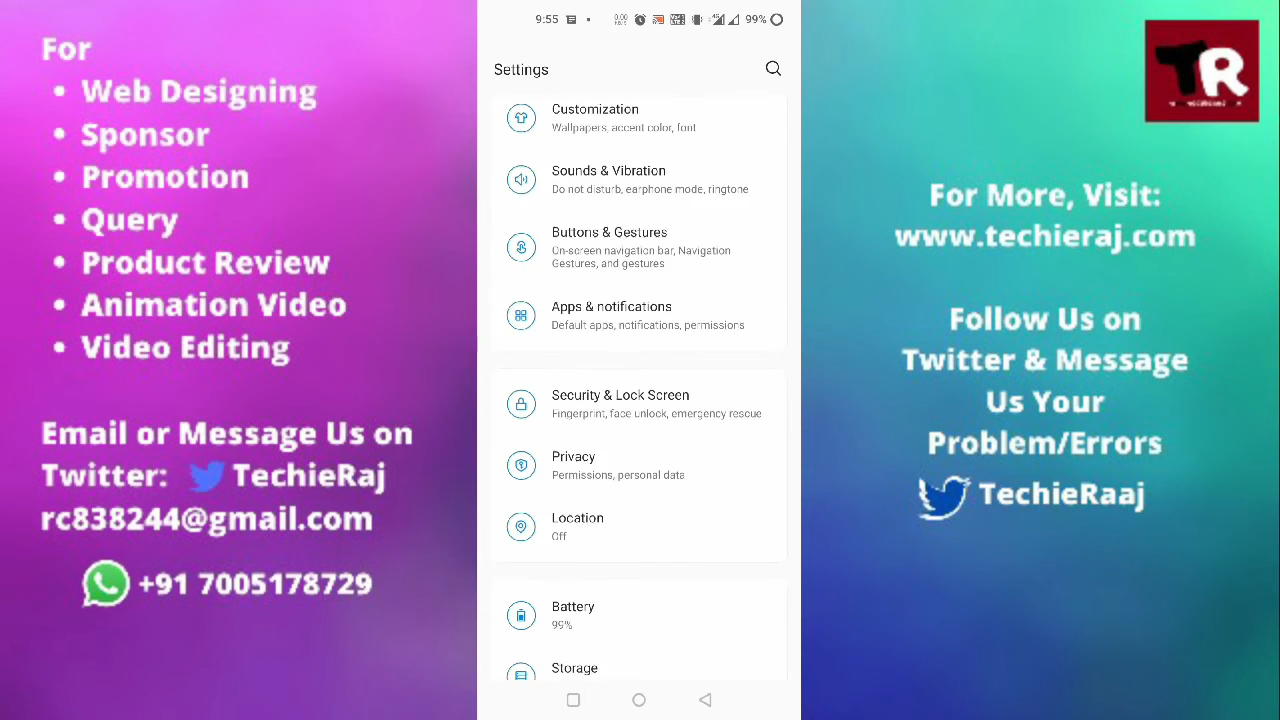 For
• Web Designing
• Sponsor
• Promotion
• Query
• Product Review
• Animation Video
• Video Editing
Email or Message Us on
Twitter: TechieRaj
rc838244@gmail.com
+91 7005178729
9:55
0.00
99%
Settings
Customization
Wallpapers, accent color, font
Sounds & Vibration
Do not disturb, earphone mode, ringtone
Buttons & Gestures
On-screen navigation bar, Navigation
Gestures, and gestures
Apps & notifications
Default apps, notifications, permissions
Security & Lock Screen
Fingerprint, face unlock, emergency rescue
Privacy
Permissions, personal data
Location
Off
Battery
99%
Storage
TR
For More, Visit:
www.techieraj.com
Follow Us on
Twitter & Message
Us Your
Problem/Errors
TechieRaaj